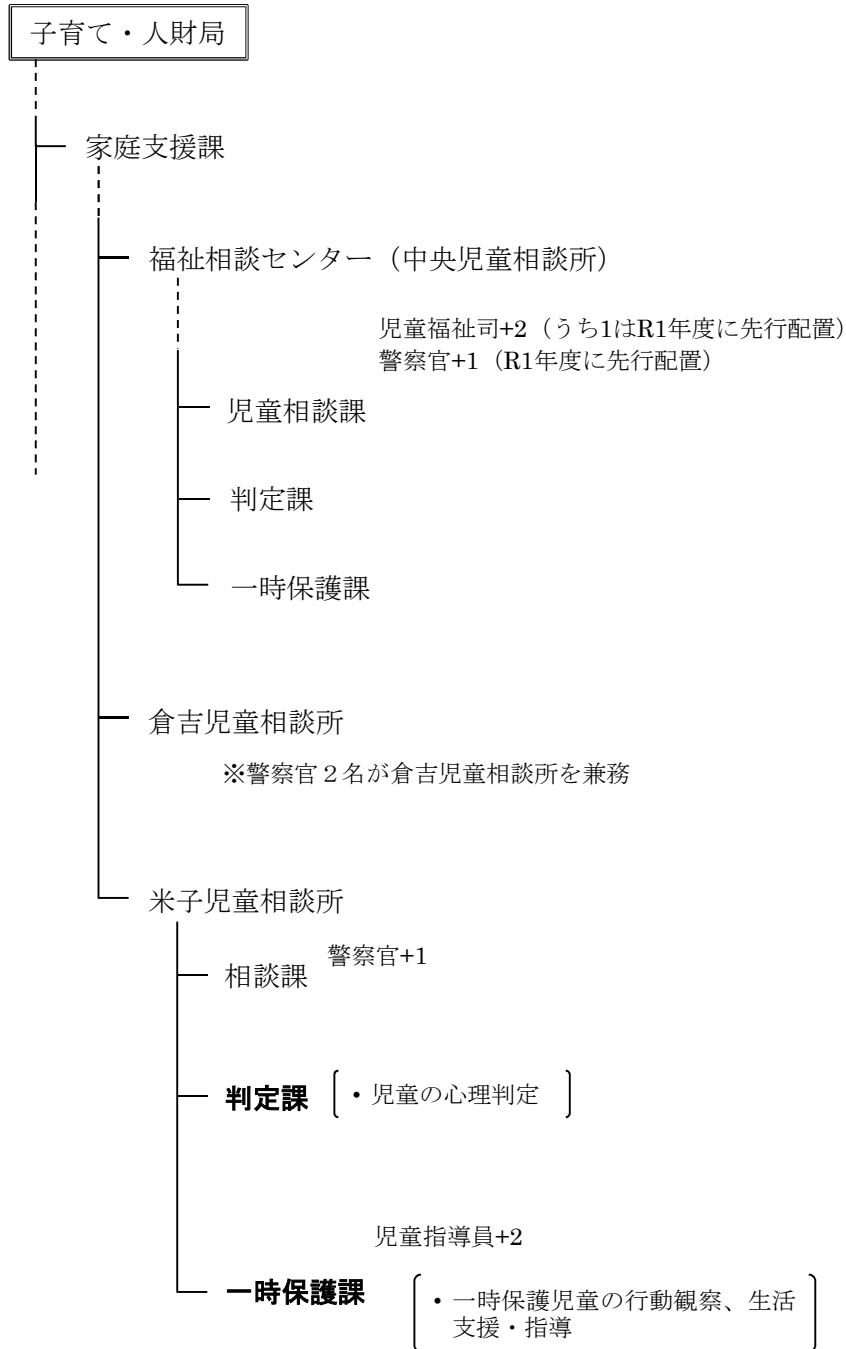 子育て・人財局
家庭支援課
福祉相談センター（中央児童相談所）
児童福祉司+2（うち1はR1年度に先行配置）
警察官+1（R1年度に先行配置）
児童相談課
判定課
一時保護課
倉吉児童相談所
※警察官２名が倉吉児童相談所を兼務
米子児童相談所
警察官+1
相談課
判定課
・児童の心理判定
児童指導員+2
一時保護課
・一時保護児童の行動観察、生活
支援・指導